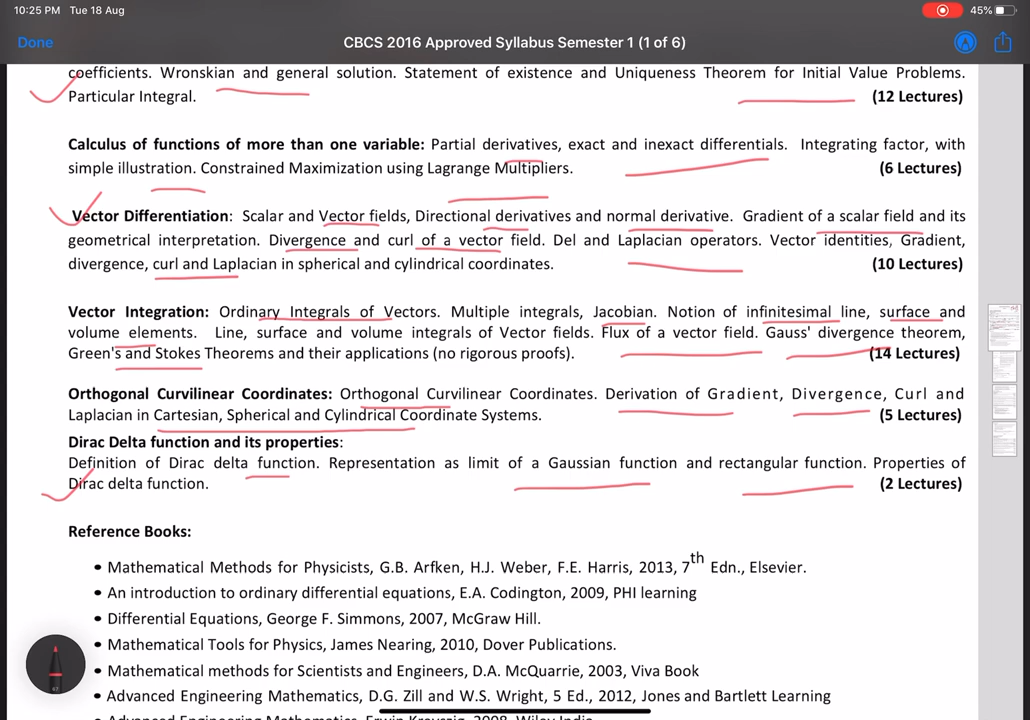 10:25 PM Tue 18 Aug
45%
Done
CBCS 2016 Approved Syllabus Semester 1 (1 of 6)
coefficients. Wronskian and general solution. Statement of existence and Uniqueness Theorem for Initial Value Problems.
Particular Integral. (12 Lectures)
Calculus of functions of more than one variable: Partial derivatives, exact and inexact differentials. Integrating factor, with
simple illustration. Constrained Maximization using Lagrange Multipliers. (6 Lectures)
Vector Differentiation: Scalar and Vector fields, Directional derivatives and normal derivative. Gradient of a scalar field and its
geometrical interpretation. Divergence and curl of a vector field. Del and Laplacian operators. Vector identities, Gradient,
divergence, curl and Laplacian in spherical and cylindrical coordinates. (10 Lectures)
Vector Integration: Ordinary Integrals of Vectors. Multiple integrals, Jacobian. Notion of infinitesimal line, surface and
volume elements. Line, surface and volume integrals of Vector fields. Flux of a vector field. Gauss' divergence theorem,
Green's and Stokes Theorems and their applications (no rigorous proofs). (14 Lectures)
Orthogonal Curvilinear Coordinates: Orthogonal Curvilinear Coordinates. Derivation of Gradient, Divergence, Curl and
Laplacian in Cartesian, Spherical and Cylindrical Coordinate Systems. (5 Lectures)
Dirac Delta function and its properties:
Definition of Dirac delta function. Representation as limit of a Gaussian function and rectangular function. Properties of
Dirac delta function. (2 Lectures)
Reference Books:
• Mathematical Methods for Physicists, G.B. Arfken, H.J. Weber, F.E. Harris, 2013, 7th Edn., Elsevier.
• An introduction to ordinary differential equations, E.A. Codington, 2009, PHI learning
• Differential Equations, George F. Simmons, 2007, McGraw Hill.
• Mathematical Tools for Physics, James Nearing, 2010, Dover Publications.
• Mathematical methods for Scientists and Engineers, D.A. McQuarrie, 2003, Viva Book
• Advanced Engineering Mathematics, D.G. Zill and W.S. Wright, 5 Ed., 2012, Jones and Bartlett Learning
• Advanced Engineering Mathematics, Erwin Kreyszig, 2008, Wiley India